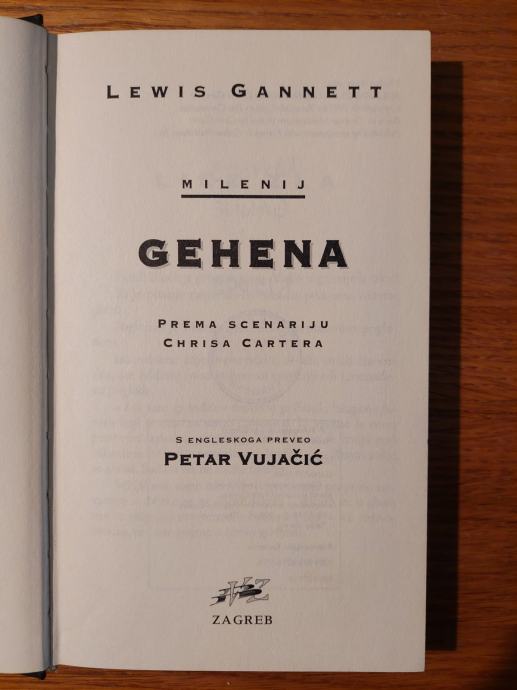 LEWIS GANNETT
MILENIJ
GEHENA
PREMA SCENARIJU
CHRISA CARTERA
S ENGLESKOGA PREVEO
PETAR VUJAČIĆ
ZAGREB